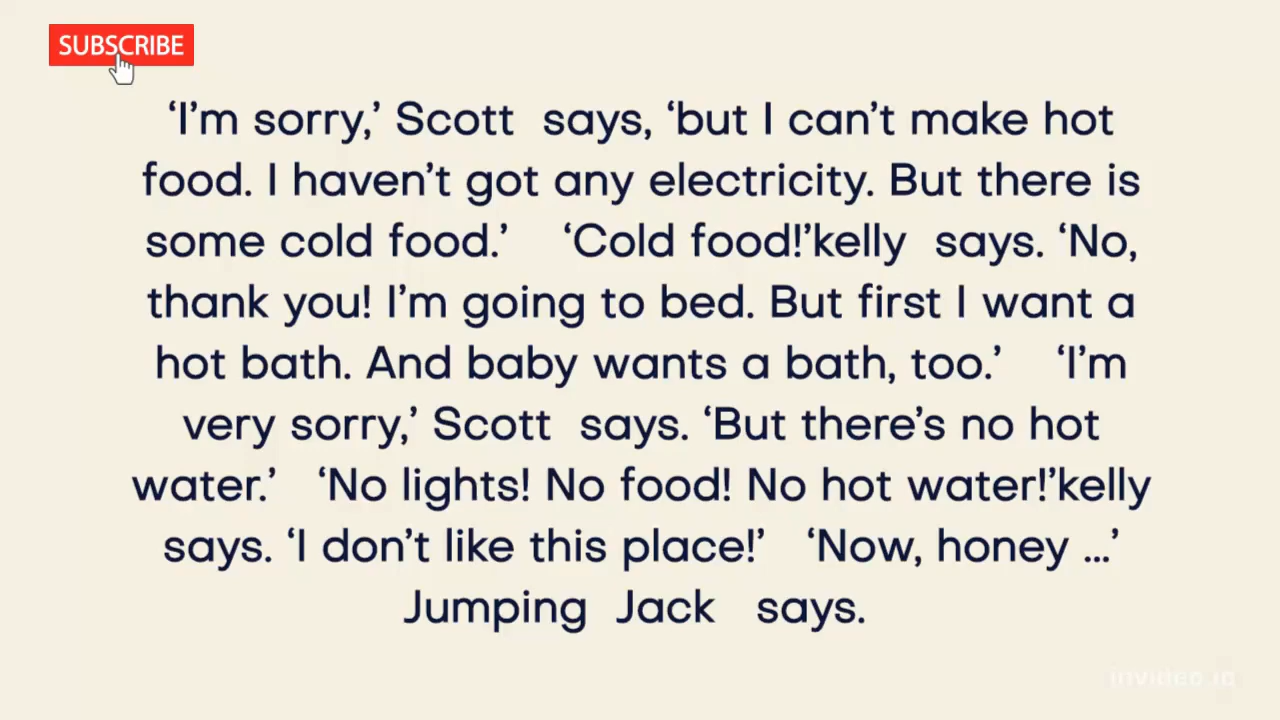 SUBSCRIBE
‘I’m sorry,’ Scott says, ‘but I can’t make hot
food. I haven’t got any electricity. But there is
some cold food.’ ‘Cold food!’kelly says. ‘No,
thank you! I’m going to bed. But first I want a
hot bath. And baby wants a bath, too.’ ‘I’m
very sorry,’ Scott says. ‘But there’s no hot
water.’ ‘No lights! No food! No hot water!’kelly
says. ‘I don’t like this place!’ ‘Now, honey ...’
Jumping Jack says.
invideo.io